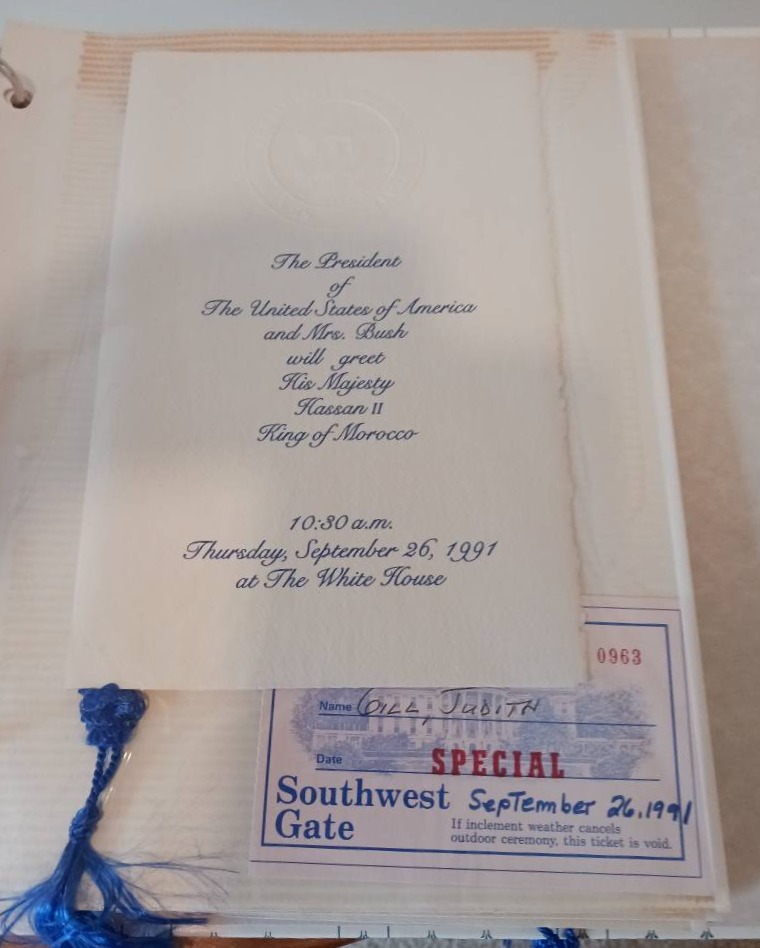 The President
of
The United States of America
and Mrs. Bush
will greet
His Majesty
Hassan II
King of Morocco
10:30 a.m.
Thursday, September 26, 1991
at The White House
0963
Name GILL, JUDITH
Date SPECIAL
Southwest Gate
September 26, 1991
If inclement weather cancels
outdoor ceremony, this ticket is void.